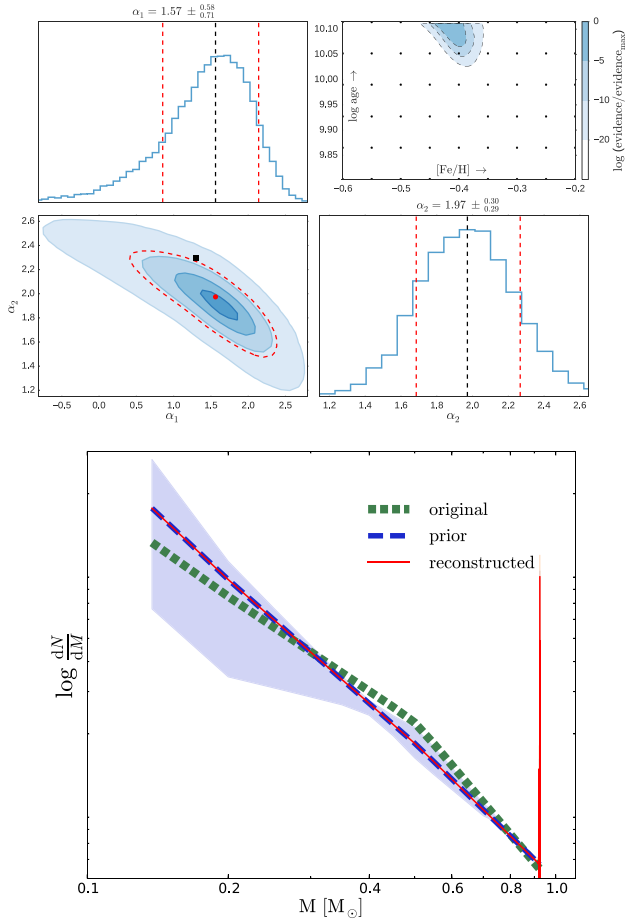 α₁ = 1.57 ± 0.58 0.71
10.10
10.05
10.00
9.95
9.90
9.85
log age →
[Fe/H] →
−0.6 −0.5 −0.4 −0.3 −0.2
0
−5
−10
−20
log (evidence/evidence_max)
2.6
2.4
2.2
2.0
1.8
1.6
1.4
1.2
α₂
−0.5 0.0 0.5 1.0 1.5 2.0 2.5
α₁
α₂ = 1.97 ± 0.30 0.29
1.2 1.4 1.6 1.8 2.0 2.2 2.4 2.6
α₂
original
prior
reconstructed
log dN/dM
0.1 0.2 0.4 0.6 0.8 1.0
M [M⊙]